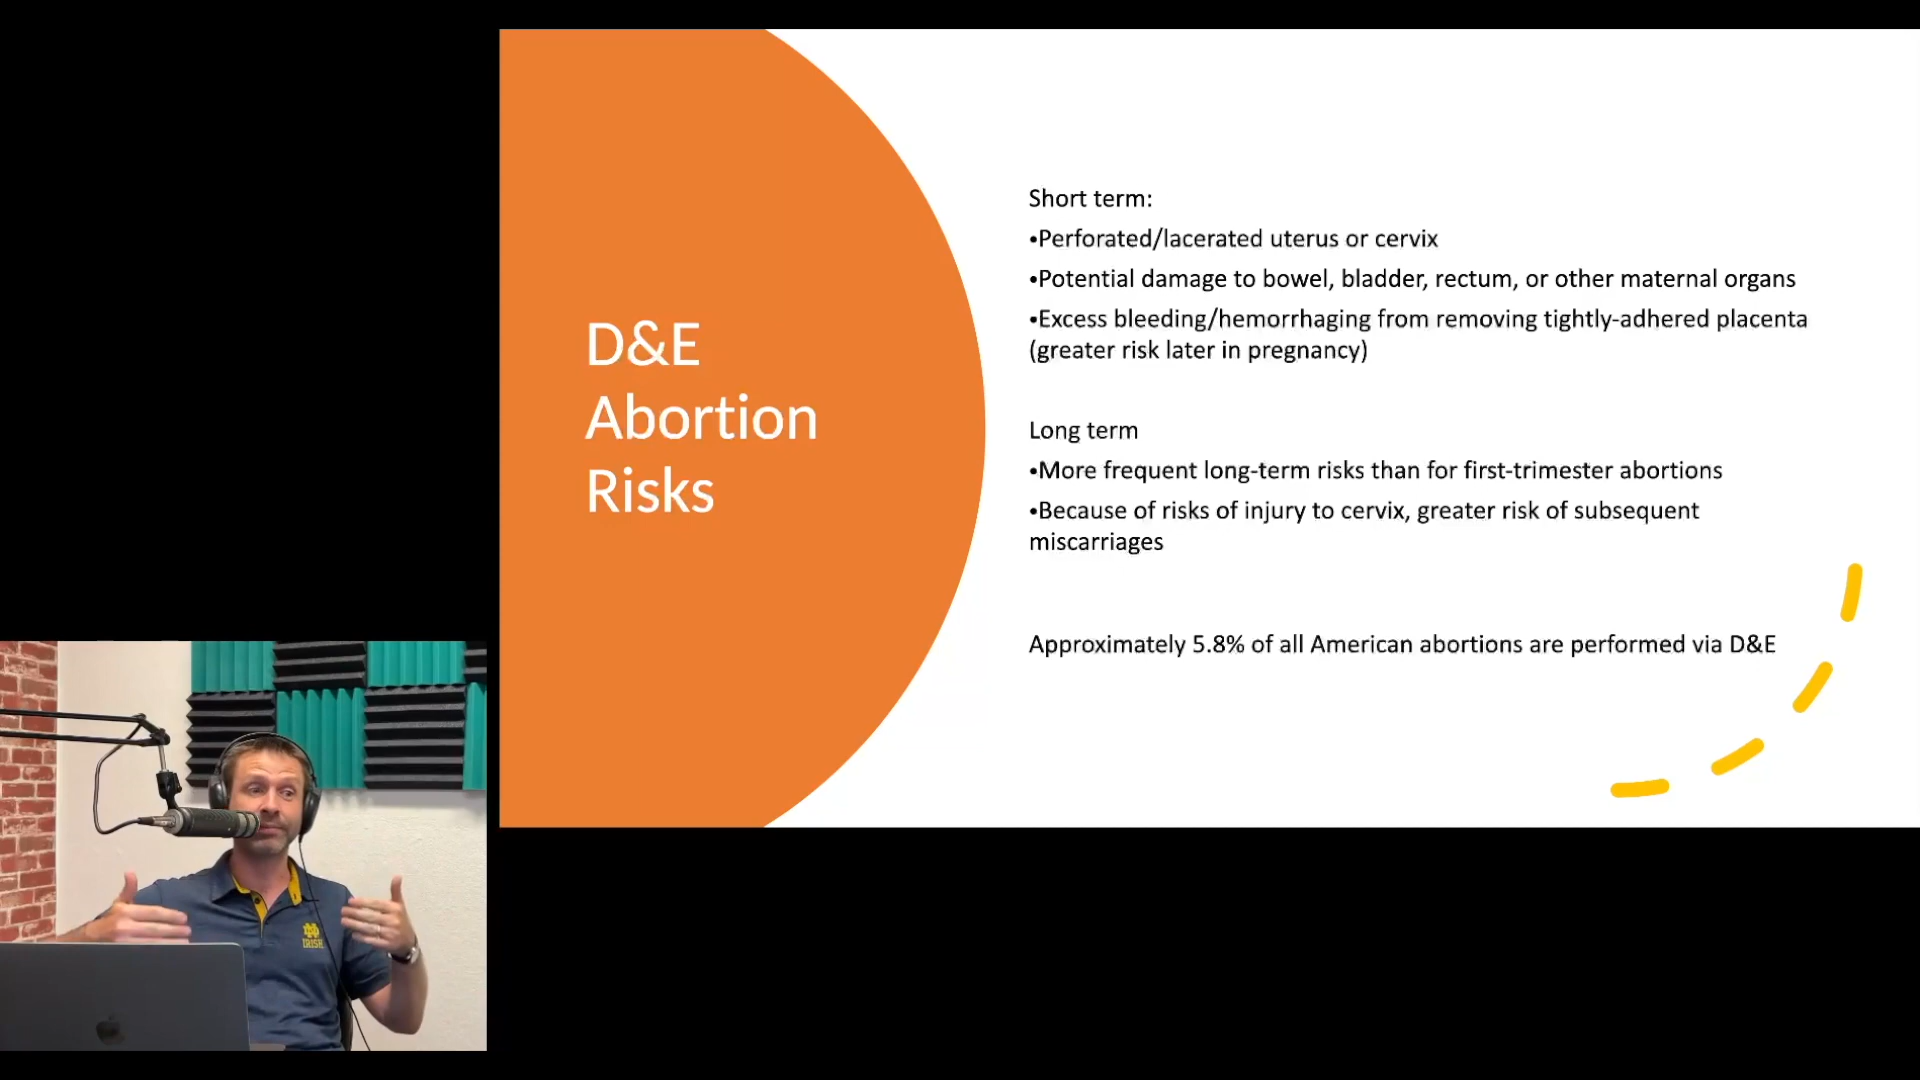 D&E
Abortion
Risks
Short term:
•Perforated/lacerated uterus or cervix
•Potential damage to bowel, bladder, rectum, or other maternal organs
•Excess bleeding/hemorrhaging from removing tightly-adhered placenta
(greater risk later in pregnancy)
Long term
•More frequent long-term risks than for first-trimester abortions
•Because of risks of injury to cervix, greater risk of subsequent
miscarriages
Approximately 5.8% of all American abortions are performed via D&E
ND
IRISH